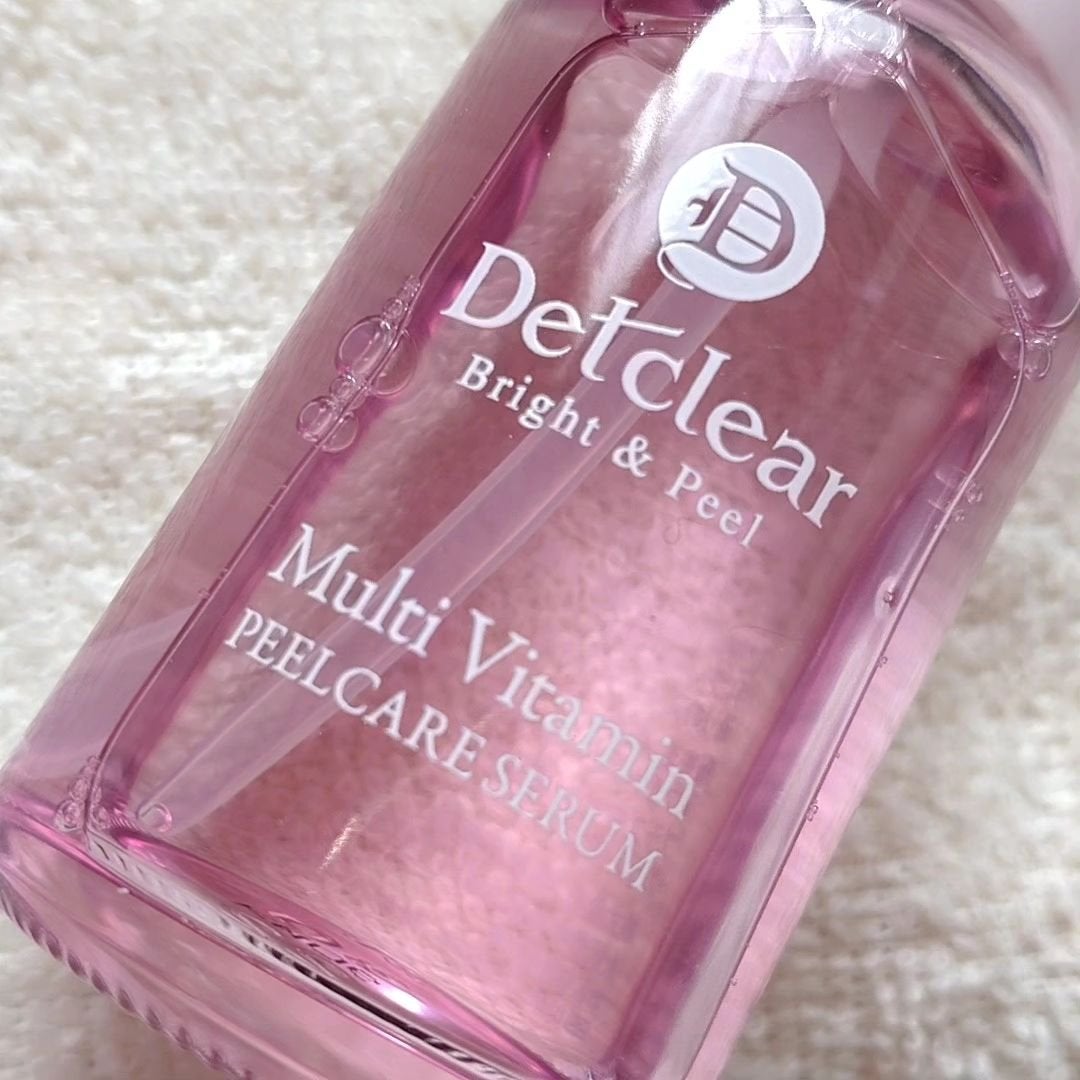 D
Detclear
Bright & Peel
Multi Vitamin
PEELCARE SERUM